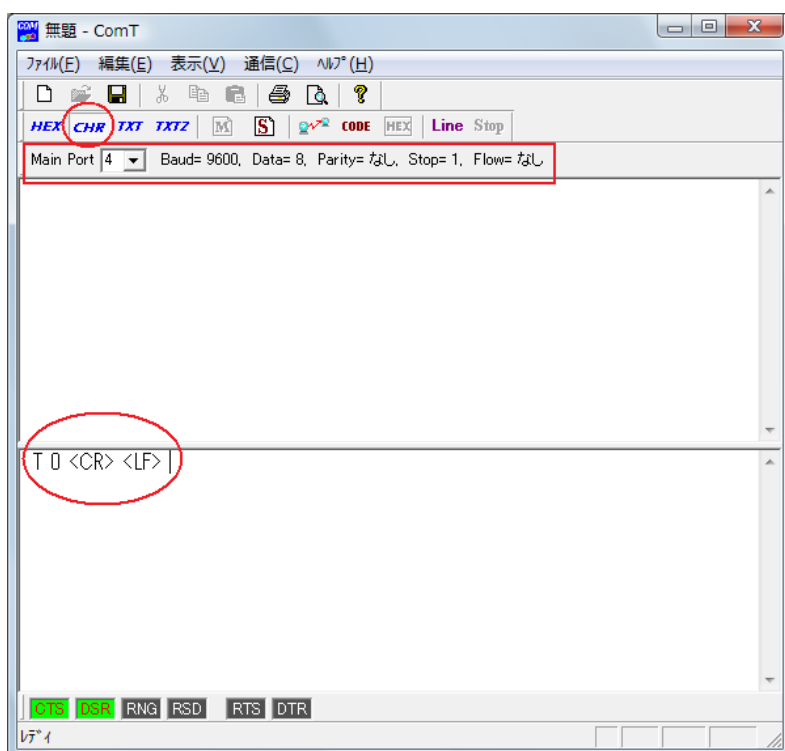 無題 - ComT
ﾌｧｲﾙ(F) 編集(E) 表示(V) 通信(C) ﾍﾙﾌﾟ(H)
HEX CHR TXT TXTZ M S CODE HEX Line Stop
Main Port 4 Baud= 9600, Data= 8, Parity= なし, Stop= 1, Flow= なし
T 0 <CR> <LF>
CTS DSR RNG RSD RTS DTR
ﾚﾃﾞｨ